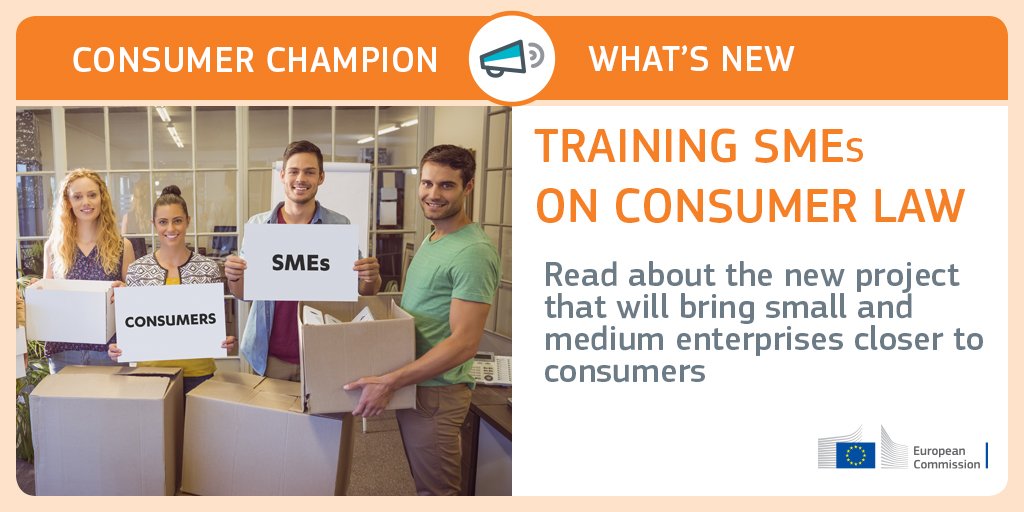 CONSUMER CHAMPION
WHAT'S NEW
TRAINING SMEs
ON CONSUMER LAW
Read about the new project
that will bring small and
medium enterprises closer to
consumers
SMEs
CONSUMERS
European
Commission